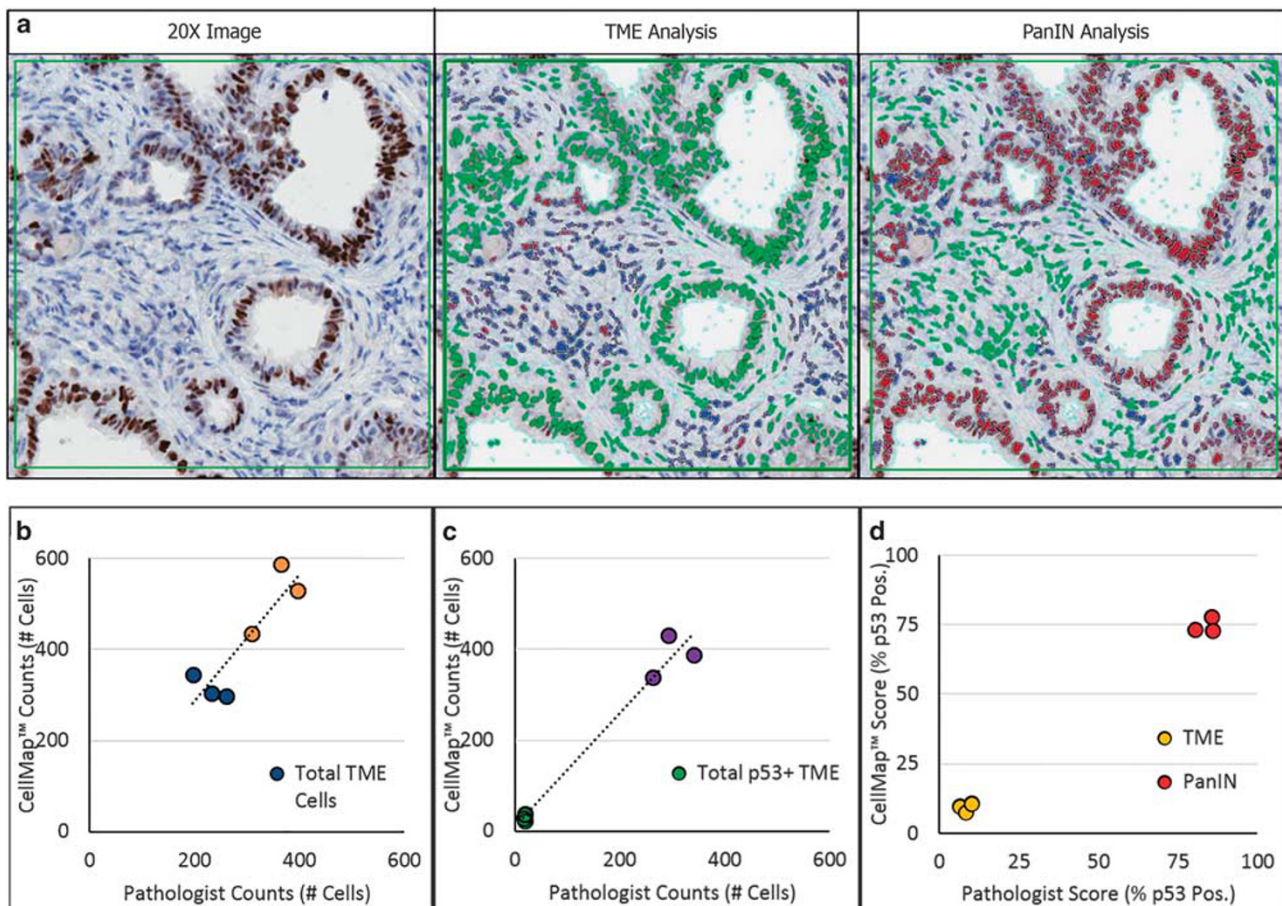 a
20X Image
TME Analysis
PanIN Analysis
b
CellMap™ Counts (# Cells)
600
400
200
0
0 200 400 600
Total TME
Cells
Pathologist Counts (# Cells)
c
CellMap™ Counts (# Cells)
600
400
200
0
0 200 400 600
Total p53+ TME
Pathologist Counts (# Cells)
d
CellMap™ Score (% p53 Pos.)
100
75
50
25
0
0 25 50 75 100
TME
PanIN
Pathologist Score (% p53 Pos.)